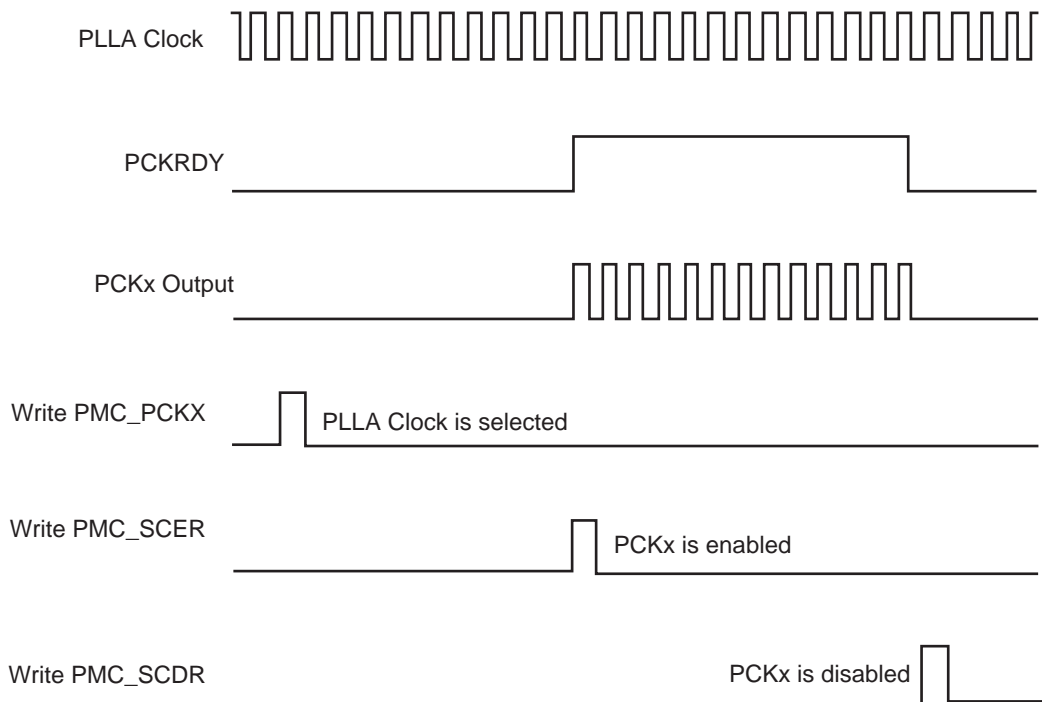 PLLA Clock
PCKRDY
PCKx Output
Write PMC_PCKX
PLLA Clock is selected
Write PMC_SCER
PCKx is enabled
Write PMC_SCDR
PCKx is disabled